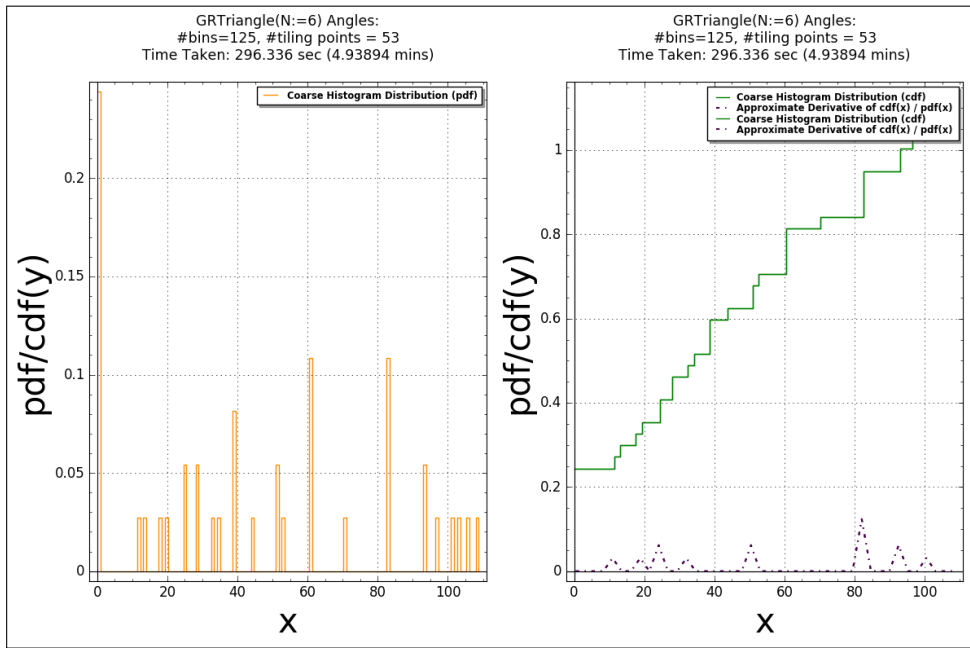 GRTriangle(N:=6) Angles:
#bins=125, #tiling points = 53
Time Taken: 296.336 sec (4.93894 mins)
Coarse Histogram Distribution (pdf)
0.2
0.15
0.1
0.05
0
pdf/cdf(y)
0 20 40 60 80 100
x
GRTriangle(N:=6) Angles:
#bins=125, #tiling points = 53
Time Taken: 296.336 sec (4.93894 mins)
Coarse Histogram Distribution (cdf)
Approximate Derivative of cdf(x) / pdf(x)
Coarse Histogram Distribution (cdf)
Approximate Derivative of cdf(x) / pdf(x)
1
0.8
0.6
0.4
0.2
0
pdf/cdf(y)
0 20 40 60 80 100
x